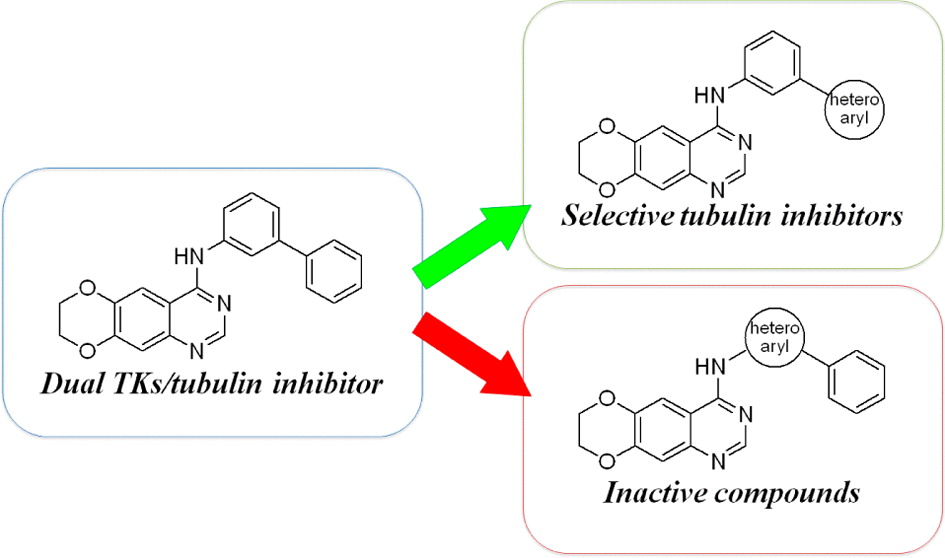 HN
O
O
N
N
Dual TKs/tubulin inhibitor
HN
hetero
aryl
O
O
N
N
Selective tubulin inhibitors
hetero
aryl
HN
O
O
N
N
Inactive compounds